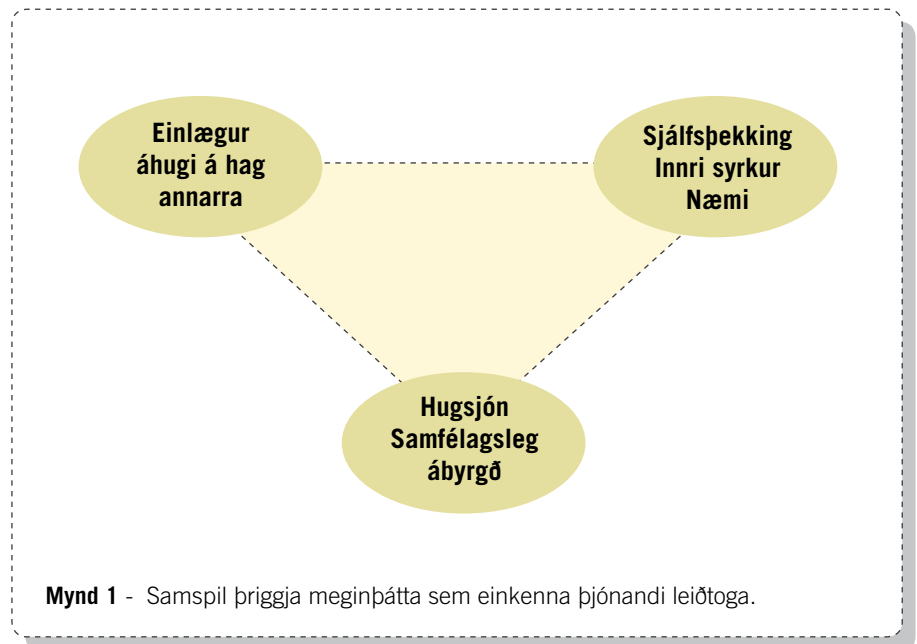 Einlægur
áhugi á hag
annarra
Sjálfsþekking
Innri syrkur
Næmi
Hugsjón
Samfélagsleg
ábyrgð
Mynd 1 - Samspil þriggja meginþátta sem einkenna þjónandi leiðtoga.